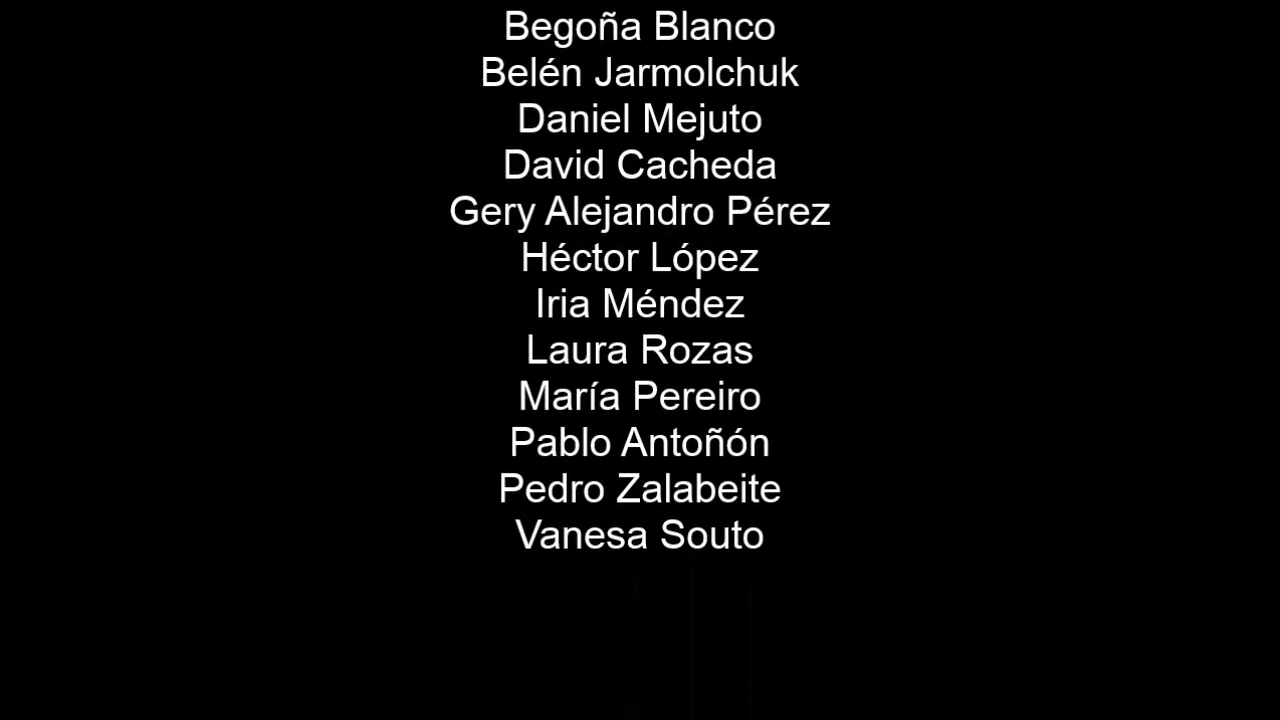 Begoña Blanco
Belén Jarmolchuk
Daniel Mejuto
David Cacheda
Gery Alejandro Pérez
Héctor López
Iria Méndez
Laura Rozas
María Pereiro
Pablo Antoñón
Pedro Zalabeite
Vanesa Souto